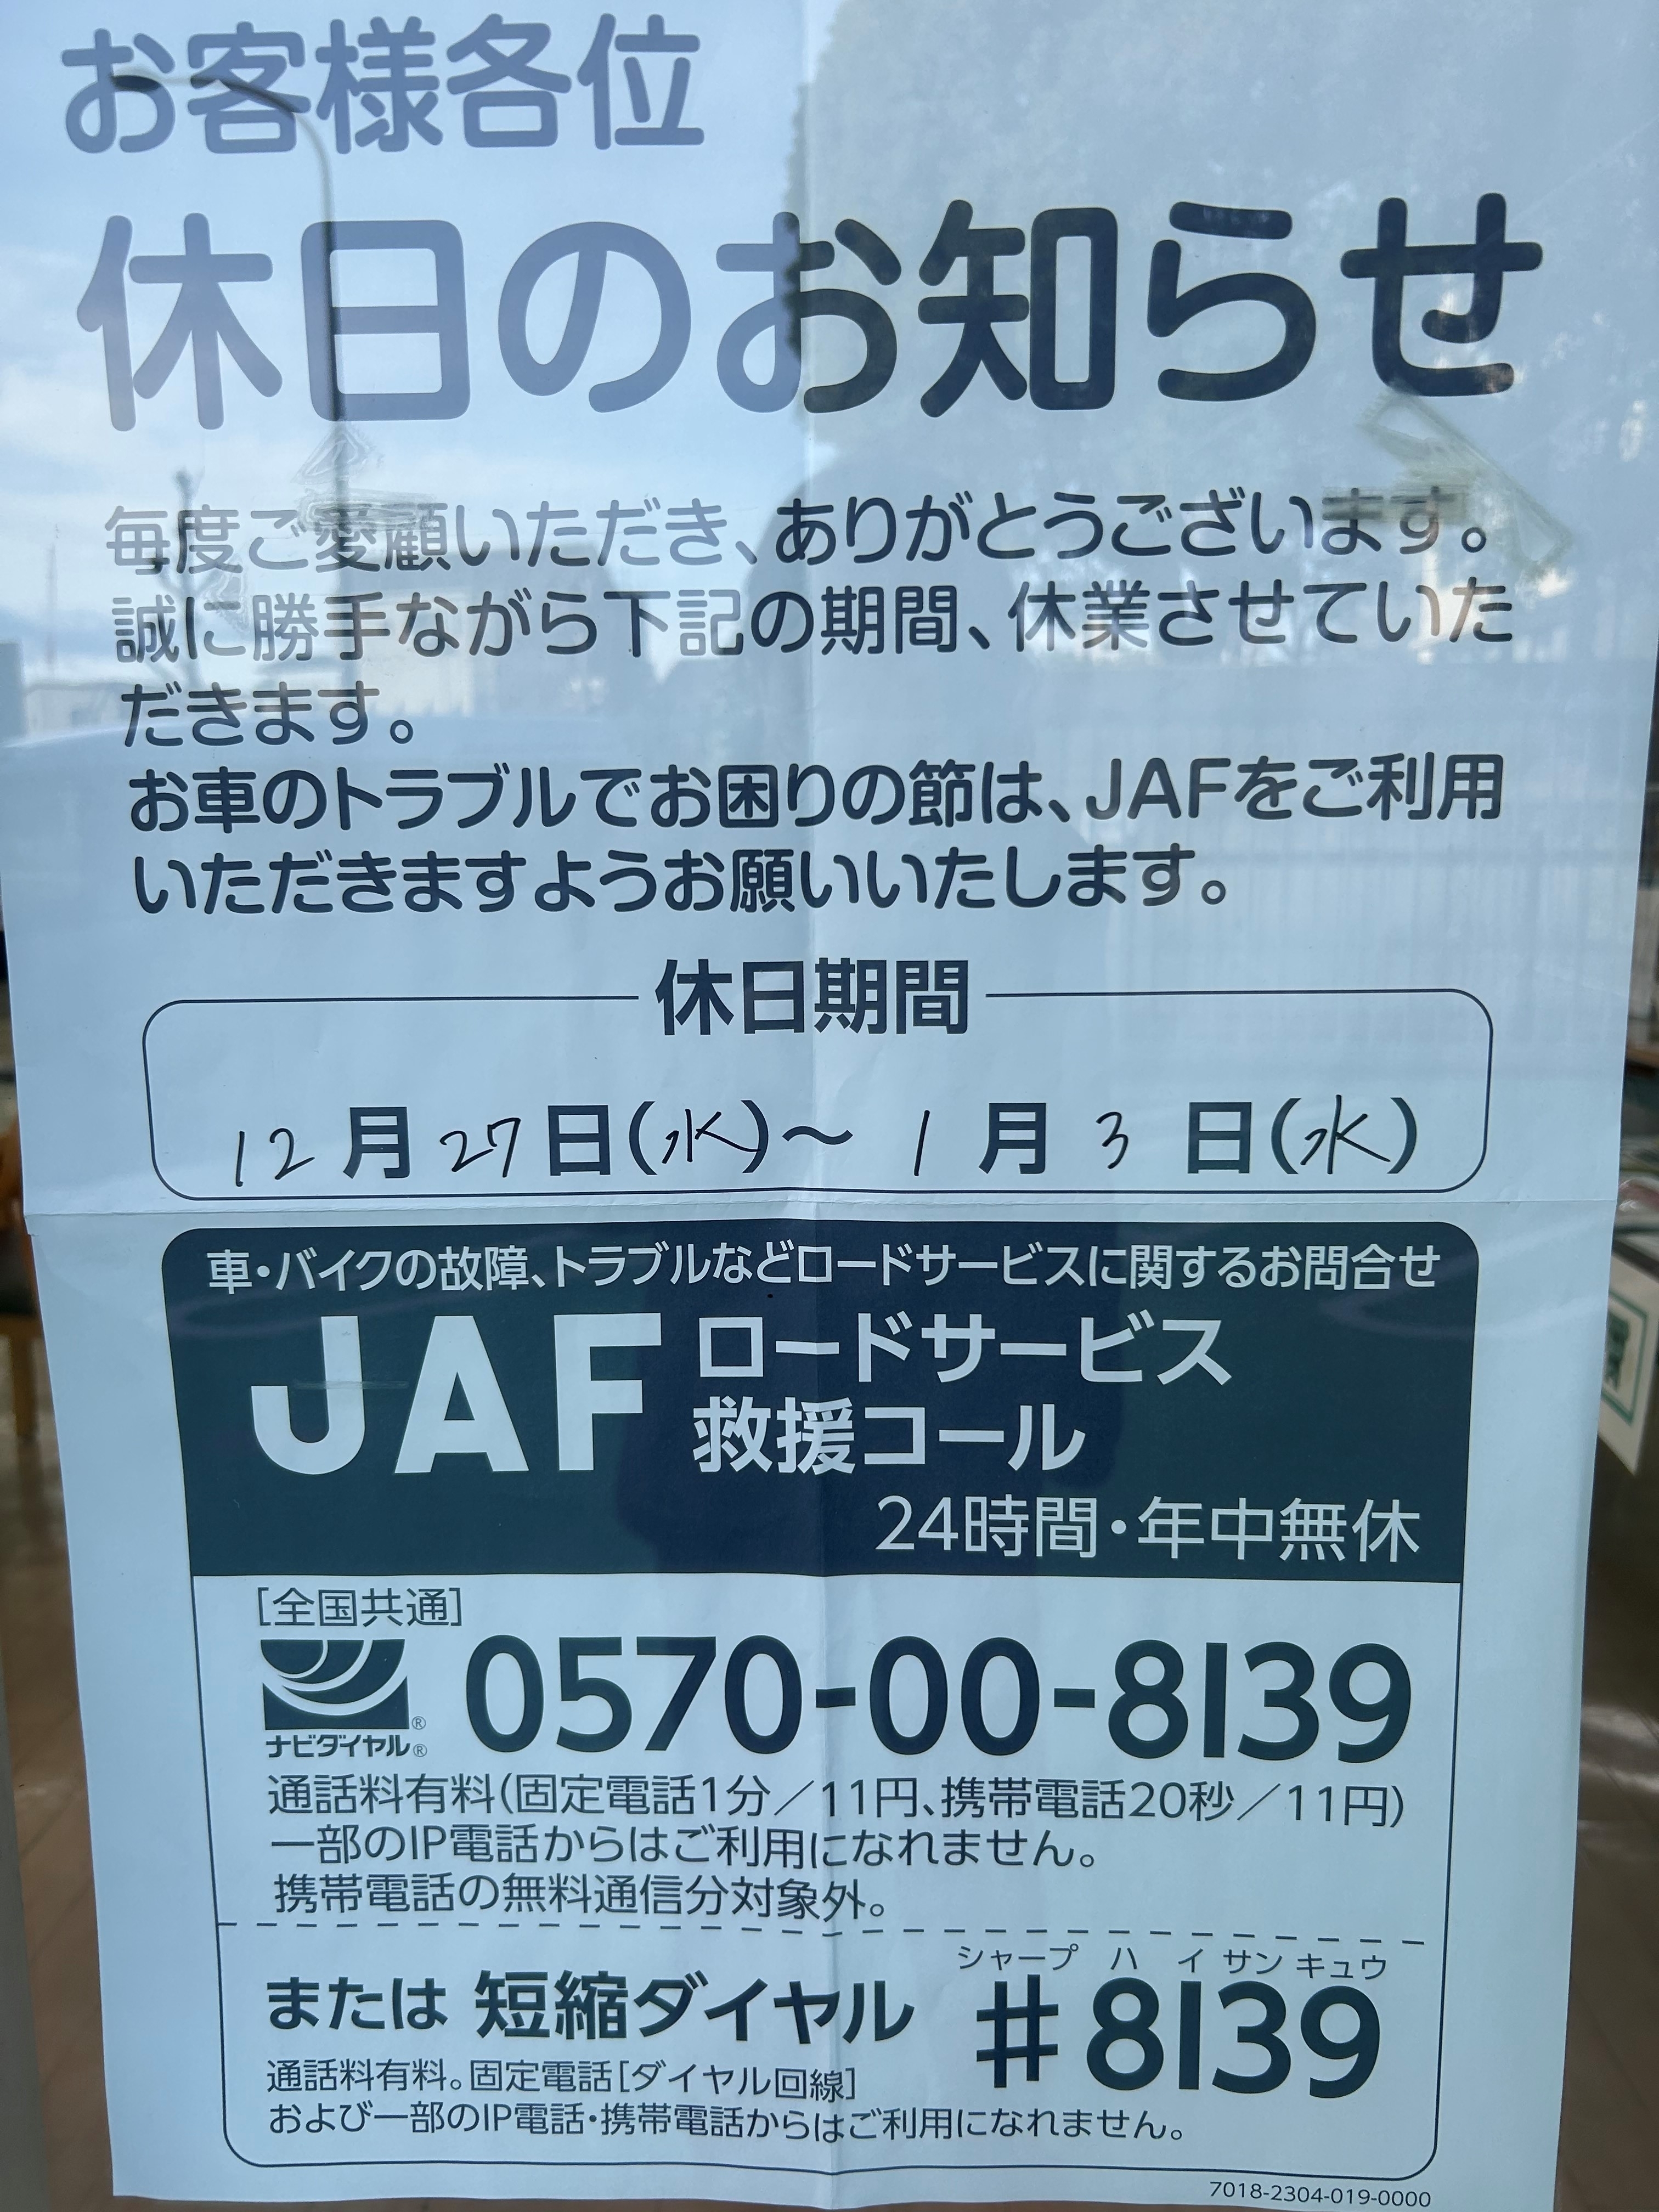 お客様各位
休日のお知らせ
毎度ご愛顧いただき、ありがとうございます。
誠に勝手ながら下記の期間、休業させていた
だきます。
お車のトラブルでお困りの節は、JAFをご利用
いただきますようお願いいたします。
休日期間
12月27日(水)～1月3日(水)
車・バイクの故障、トラブルなどロードサービスに関するお問合せ
JAF ロードサービス
救援コール
24時間・年中無休
[全国共通]
0570-00-8139
ナビダイヤル®
通話料有料(固定電話1分／11円、携帯電話20秒／11円)
一部のIP電話からはご利用になれません。
携帯電話の無料通信分対象外。
シャープ ハ イ サン キュウ
または 短縮ダイヤル #8139
通話料有料。固定電話[ダイヤル回線]
および一部のIP電話・携帯電話からはご利用になれません。
7018-2304-019-0000